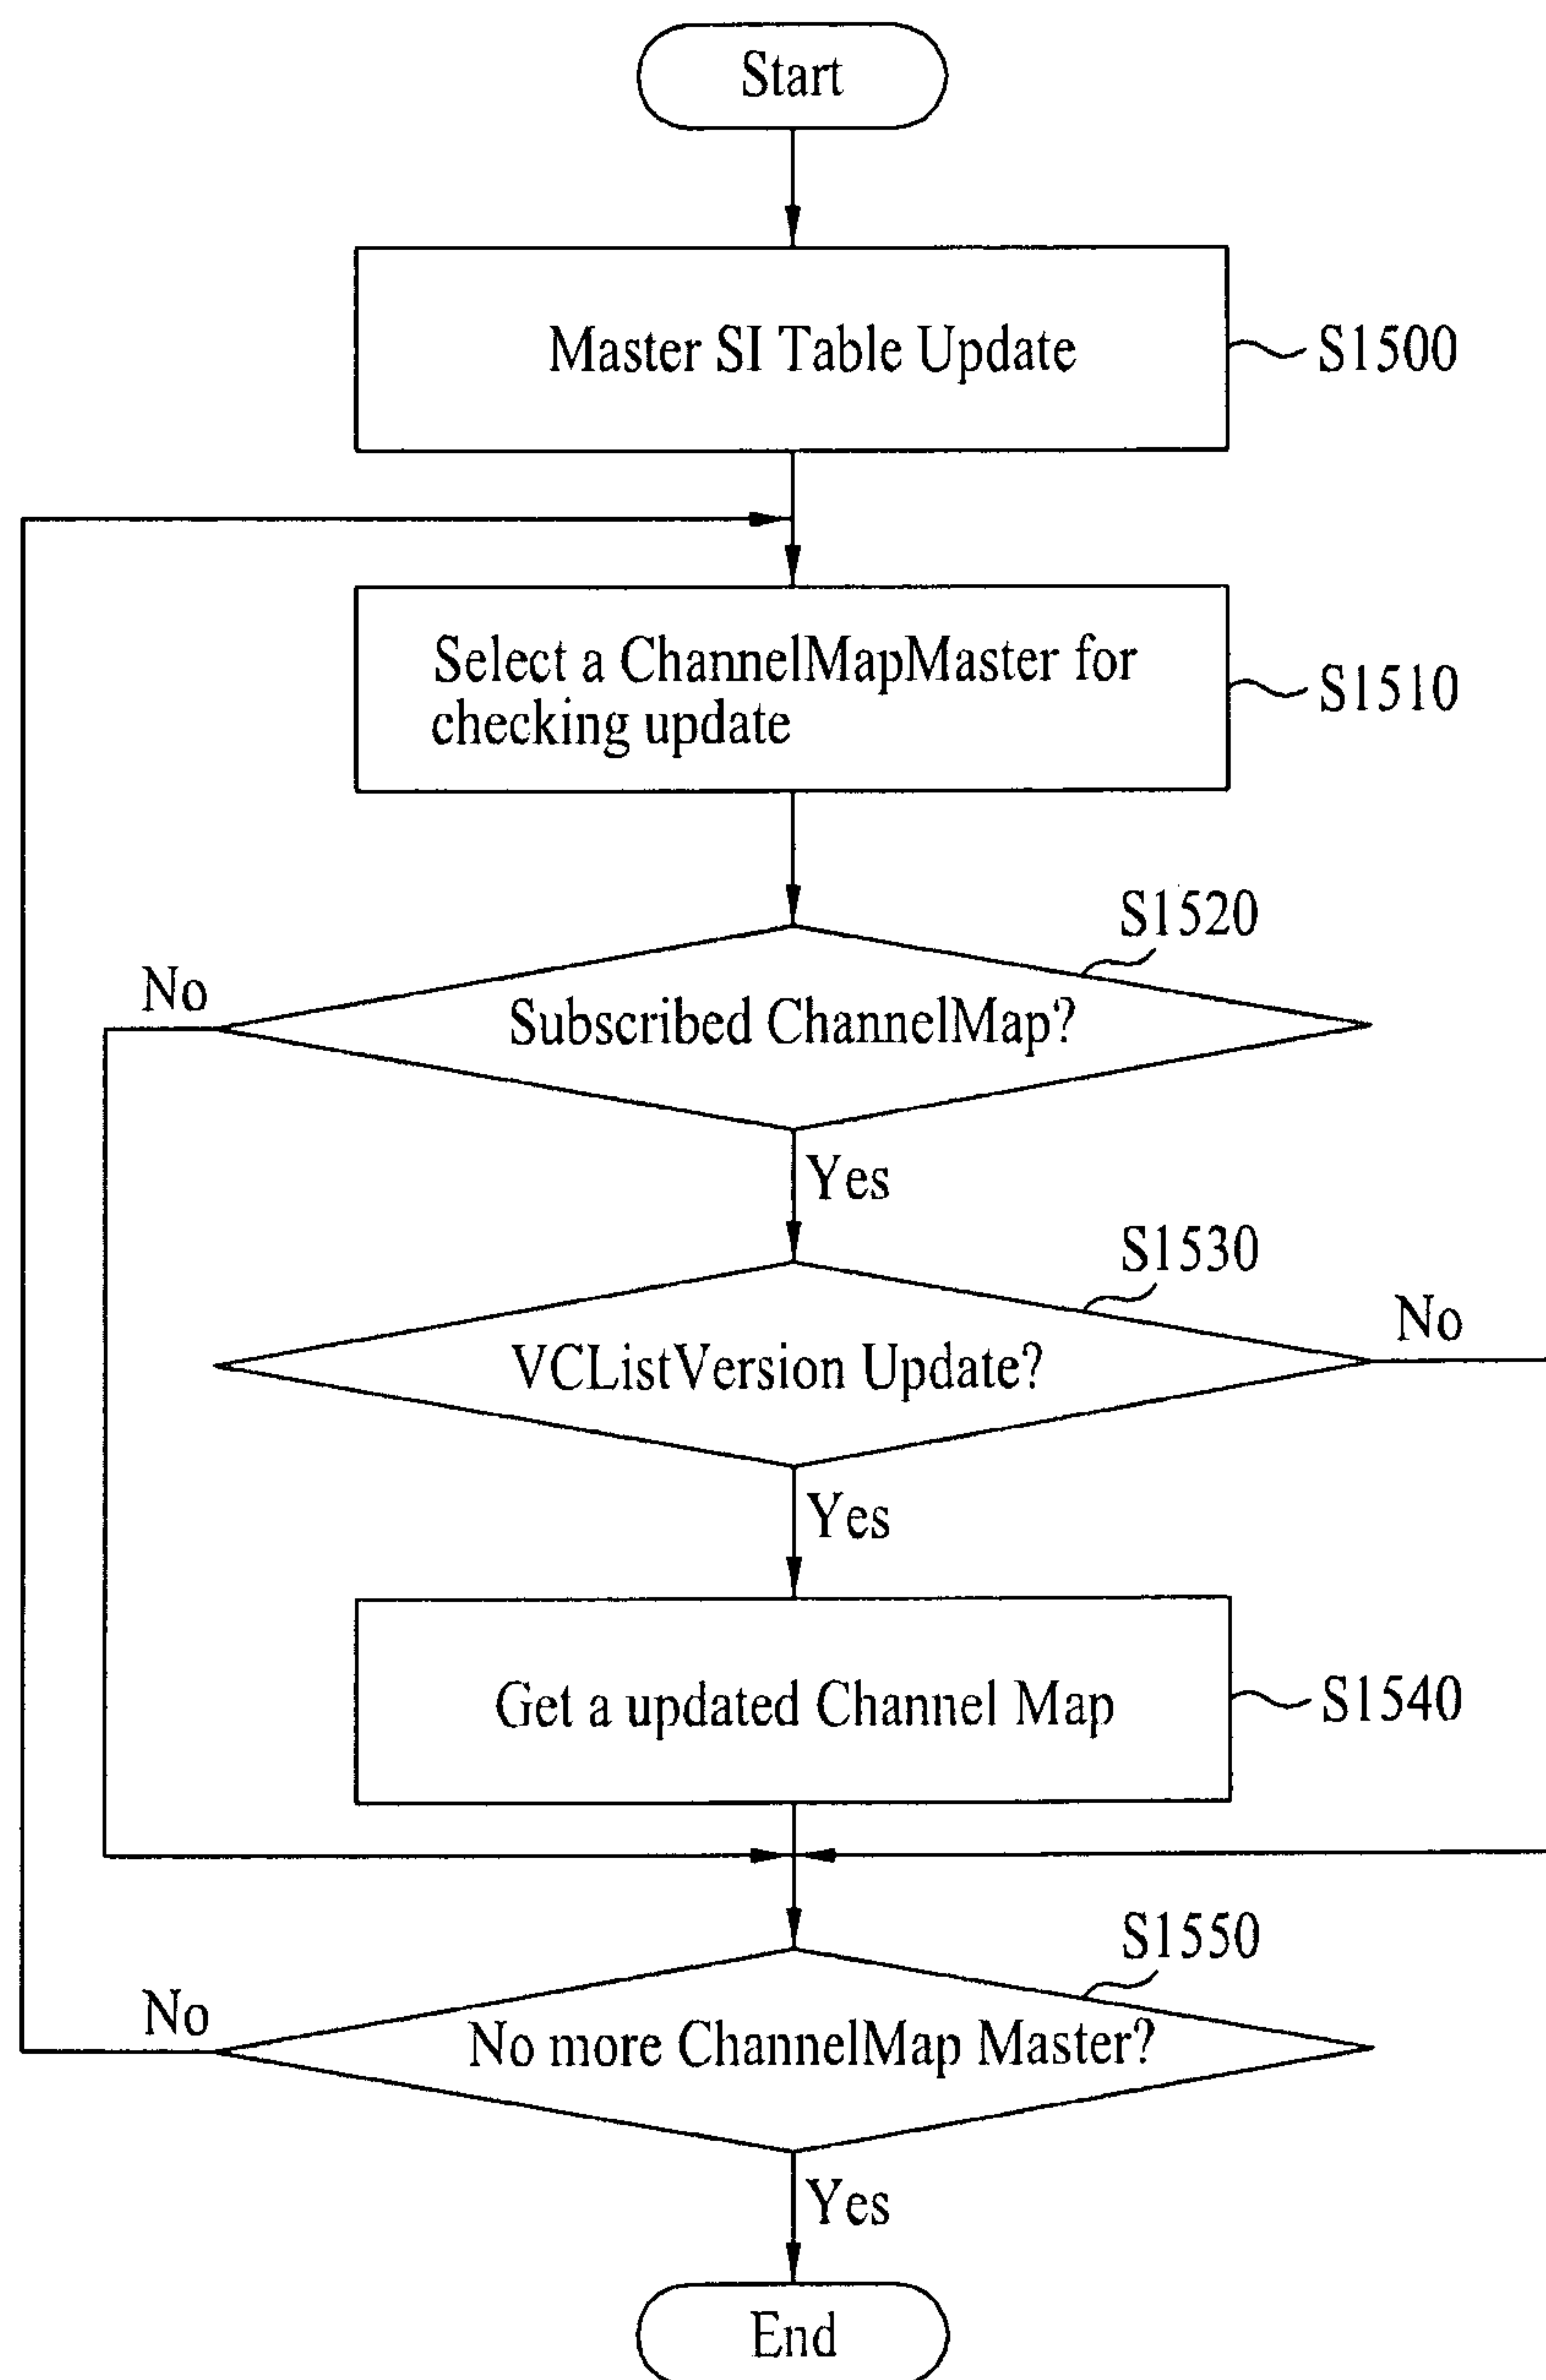 Start
Master SI Table Update
S1500
Select a ChannelMapMaster for
checking update
S1510
S1520
No
Subscribed ChannelMap?
Yes
S1530
No
VCListVersion Update?
Yes
Get a updated Channel Map
S1540
S1550
No
No more ChannelMap Master?
Yes
End